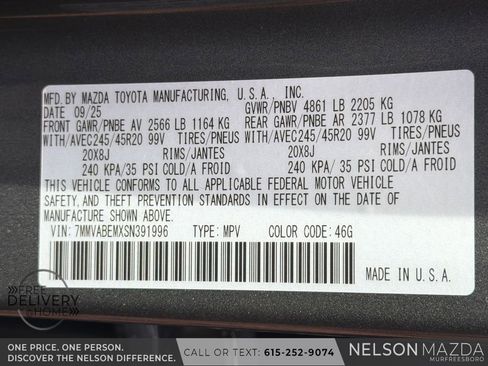 MFD. BY MAZDA TOYOTA MANUFACTURING, U.S.A., INC.
DATE 09/25 GVWR/PNBV 4861 LB 2205 KG
FRONT GAWR/PNBE AV 2566 LB 1164 KG REAR GAWR/PNBE AR 2377 LB 1078 KG
WITH/AVEC245/45R20 99V TIRES/PNEUS WITH/AVEC245/45R20 99V TIRES/PNEUS
20X8J RIMS/JANTES 20X8J RIMS/JANTES
240 KPA/35 PSI COLD/A FROID 240 KPA/ 35 PSI COLD/A FROID
THIS VEHICLE CONFORMS TO ALL APPLICABLE FEDERAL MOTOR VEHICLE
SAFETY, AND THEFT PREVENTION STANDARDS IN EFFECT ON THE DATE OF
MANUFACTURE SHOWN ABOVE.
VIN: 7MMVABEMXSN391996 TYPE: MPV COLOR CODE: 46G
MADE IN U.S.A.
FREE
DELIVERY
TO HOME
ONE PRICE. ONE PERSON.
DISCOVER THE NELSON DIFFERENCE.
CALL OR TEXT: 615-252-9074
NELSON MAZDA
MURFREESBORO